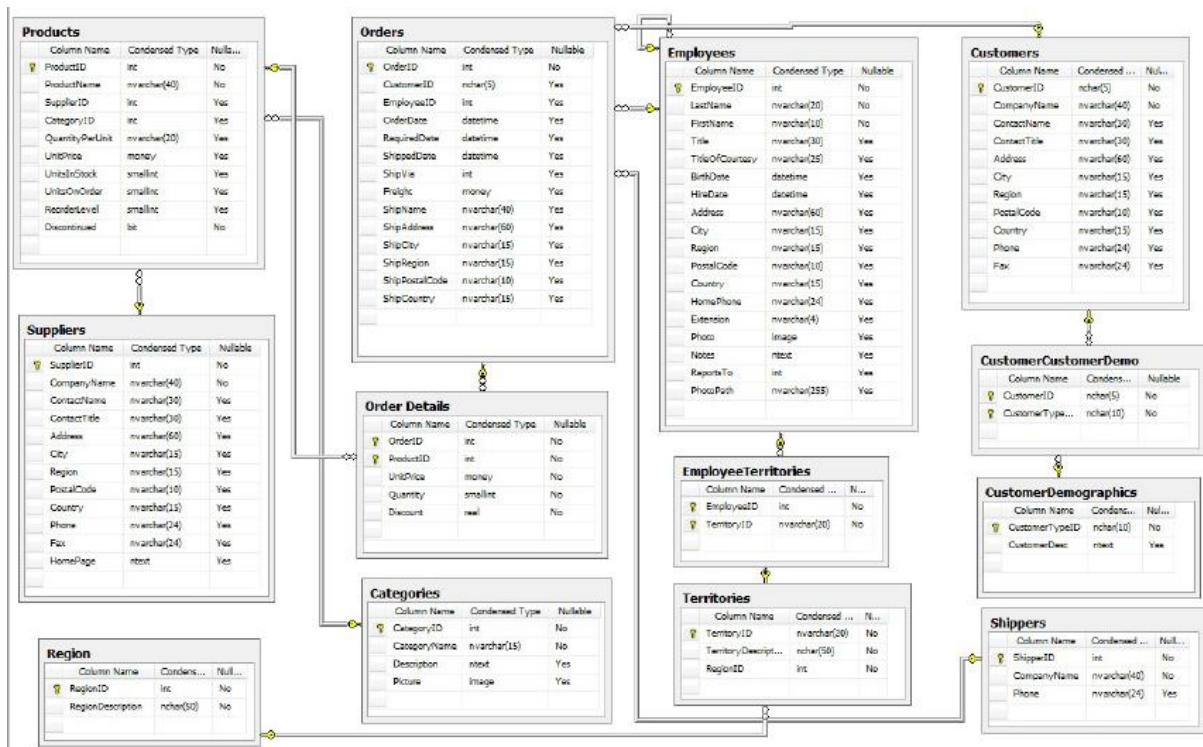 Products
Column Name Condensed Type Nulla...
ProductID int No
ProductName nvarchar(40) No
SupplierID int Yes
CategoryID int Yes
QuantityPerUnit nvarchar(20) Yes
UnitPrice money Yes
UnitsInStock smallint Yes
UnitsOnOrder smallint Yes
ReorderLevel smallint Yes
Discontinued bit No
Orders
Column Name Condensed Type Nullable
OrderID int No
CustomerID nchar(5) Yes
EmployeeID int Yes
OrderDate datetime Yes
RequiredDate datetime Yes
ShippedDate datetime Yes
ShipVia int Yes
Freight money Yes
ShipName nvarchar(40) Yes
ShipAddress nvarchar(60) Yes
ShipCity nvarchar(15) Yes
ShipRegion nvarchar(15) Yes
ShipPostalCode nvarchar(10) Yes
ShipCountry nvarchar(15) Yes
Employees
Column Name Condensed Type Nullable
EmployeeID int No
LastName nvarchar(20) No
FirstName nvarchar(10) No
Title nvarchar(30) Yes
TitleOfCourtesy nvarchar(25) Yes
BirthDate datetime Yes
HireDate datetime Yes
Address nvarchar(60) Yes
City nvarchar(15) Yes
Region nvarchar(15) Yes
PostalCode nvarchar(10) Yes
Country nvarchar(15) Yes
HomePhone nvarchar(24) Yes
Extension nvarchar(4) Yes
Photo image Yes
Notes ntext Yes
ReportsTo int Yes
PhotoPath nvarchar(255) Yes
Customers
Column Name Condensed ... Nul...
CustomerID nchar(5) No
CompanyName nvarchar(40) No
ContactName nvarchar(30) Yes
ContactTitle nvarchar(30) Yes
Address nvarchar(60) Yes
City nvarchar(15) Yes
Region nvarchar(15) Yes
PostalCode nvarchar(10) Yes
Country nvarchar(15) Yes
Phone nvarchar(24) Yes
Fax nvarchar(24) Yes
Suppliers
Column Name Condensed Type Nullable
SupplierID int No
CompanyName nvarchar(40) No
ContactName nvarchar(30) Yes
ContactTitle nvarchar(30) Yes
Address nvarchar(60) Yes
City nvarchar(15) Yes
Region nvarchar(15) Yes
PostalCode nvarchar(10) Yes
Country nvarchar(15) Yes
Phone nvarchar(24) Yes
Fax nvarchar(24) Yes
HomePage ntext Yes
Order Details
Column Name Condensed Type Nullable
OrderID int No
ProductID int No
UnitPrice money No
Quantity smallint No
Discount real No
CustomerCustomerDemo
Column Name Condens... Nullable
CustomerID nchar(5) No
CustomerType... nchar(10) No
EmployeeTerritories
Column Name Condensed ... N...
EmployeeID int No
TerritoryID nvarchar(20) No
CustomerDemographics
Column Name Condens... Nul...
CustomerTypeID nchar(10) No
CustomerDesc ntext Yes
Categories
Column Name Condensed Type Nullable
CategoryID int No
CategoryName nvarchar(15) No
Description ntext Yes
Picture image Yes
Territories
Column Name Condensed ... N...
TerritoryID nvarchar(20) No
TerritoryDescript... nchar(50) No
RegionID int No
Shippers
Column Name Condensed ... Null...
ShipperID int No
CompanyName nvarchar(40) No
Phone nvarchar(24) Yes
Region
Column Name Condens... Null...
RegionID int No
RegionDescription nchar(50) No